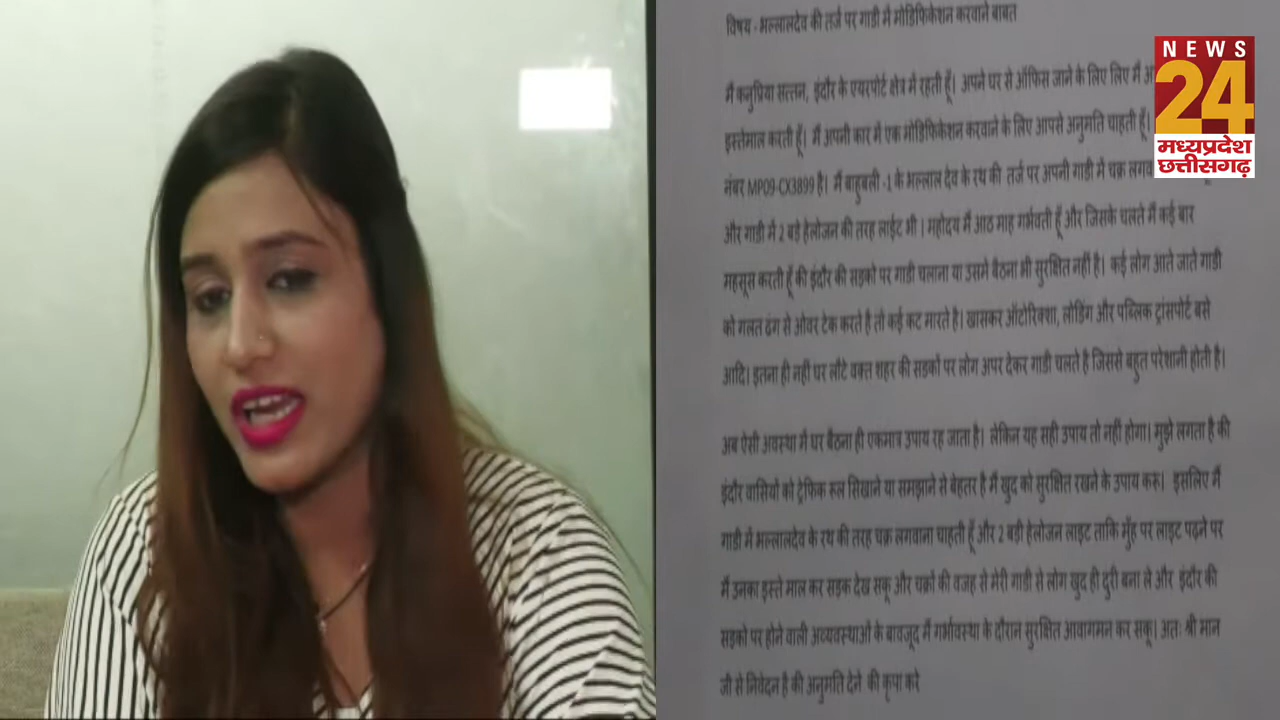 विषय - भल्लालदेव की तर्ज पर गाडी में मोडिफिकेशन करवाने बाबत
मैं कनुप्रिया सत्तन, इंदौर के एयरपोर्ट क्षेत्र में रहती हूँ। अपने घर से ऑफिस जाने के लिए लिए मैं
इस्तेमाल करती हूँ। मैं अपनी कार में एक मोडिफिकेशन करवाने के लिए आपसे अनुमति चाहती हूँ।
नंबर MP09-CX3899 है। मैं बाहुबली -1 के भल्लाल देव के रथ की तर्ज पर अपनी गाडी में चक्र
और गाडी में 2 बड़े हेलोजन की तरह लाईट भी | महोदय मैं आठ माह गर्भवती हूँ और जिसके चलते मैं कई बार
महसूस करती हूँ की इंदौर की सड़को पर गाडी चलाना या उसमे बैठना भी सुरक्षित नहीं है। कई लोग आते जाते गाडी
को गलत ढंग से ओवर टेक करते है तो कई कट मारते है। खासकर ऑटोरिक्शा, लोडिंग और पब्लिक ट्रांसपोर्ट बसे
आदि। इतना ही नहीं घर लौटे वक्त शहर की सड़को पर लोग अपर देकर गाडी चलते है जिससे बहुत परेशानी होती है।
अब ऐसी अवस्था में घर बैठना ही एकमात्र उपाय रह जाता है। लेकिन यह सही उपाय तो नहीं होगा। मुझे लगता है की
इंदौर वासियों को ट्रेफिक रूल सिखाने या समझाने से बेहतर है मैं खुद को सुरक्षित रखने के उपाय करू। इसलिए मैं
गाडी में भल्लालदेव के रथ की तरह चक्र लगवाना चाहती हूँ और 2 बड़ी हेलोजन लाइट ताकि मुँह पर लाइट पढ़ने पर
मैं उनका इस्ते माल कर सड़क देख सकू और चक्रों की वजह से मेरी गाडी से लोग खुद ही दुरी बना ले और इंदौर की
सड़को पर होने वाली अव्यवस्थाओं के बावजूद मैं गर्भावस्था के दौरान सुरक्षित आवागमन कर सकू। अतः श्री मान
जी से निवेदन है की अनुमति देने की कृपा करे
NEWS
24
मध्यप्रदेश
छत्तीसगढ़